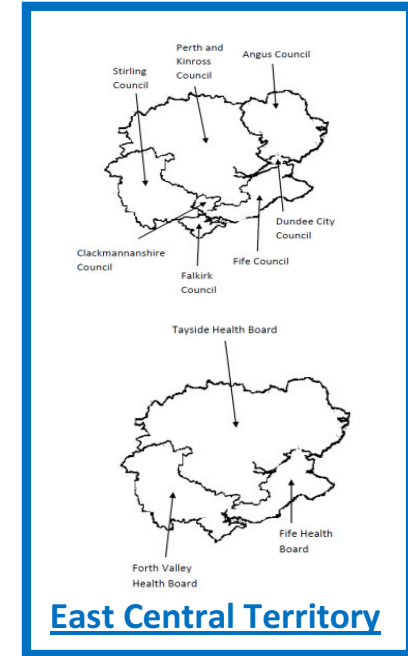 Perth and
Kinross
Council
Angus Council
Stirling
Council
Dundee City
Council
Clackmannanshire
Council
Fife Council
Falkirk
Council
Tayside Health Board
Fife Health
Board
Forth Valley
Health Board
East Central Territory